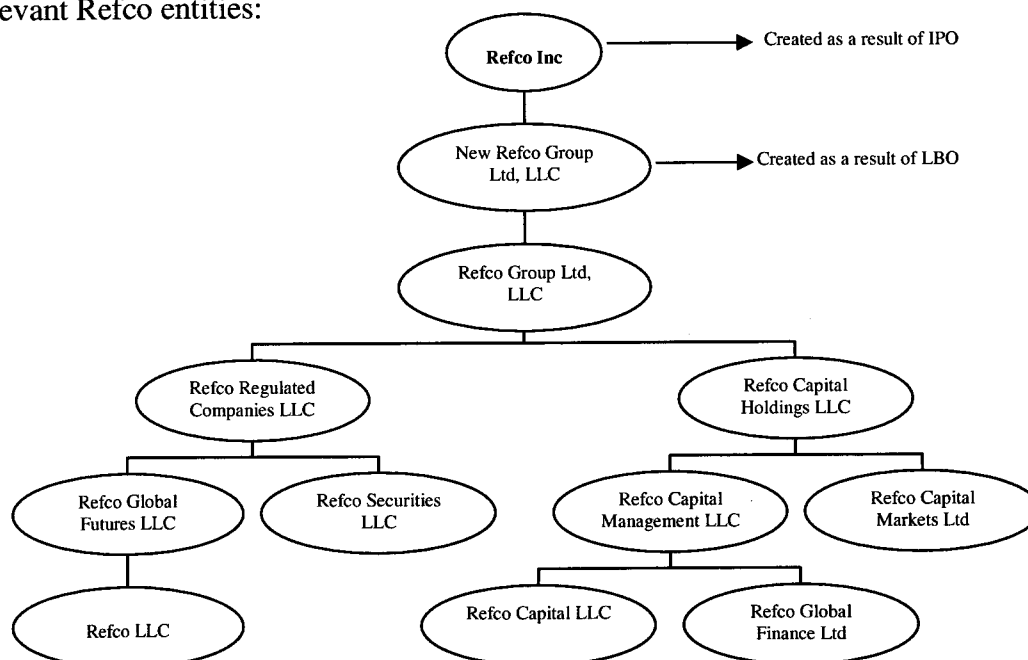 evant Refco entities:
Refco Inc
Created as a result of IPO
New Refco Group
Ltd, LLC
Created as a result of LBO
Refco Group Ltd,
LLC
Refco Regulated
Companies LLC
Refco Capital
Holdings LLC
Refco Global
Futures LLC
Refco Securities
LLC
Refco Capital
Management LLC
Refco Capital
Markets Ltd
Refco LLC
Refco Capital LLC
Refco Global
Finance Ltd